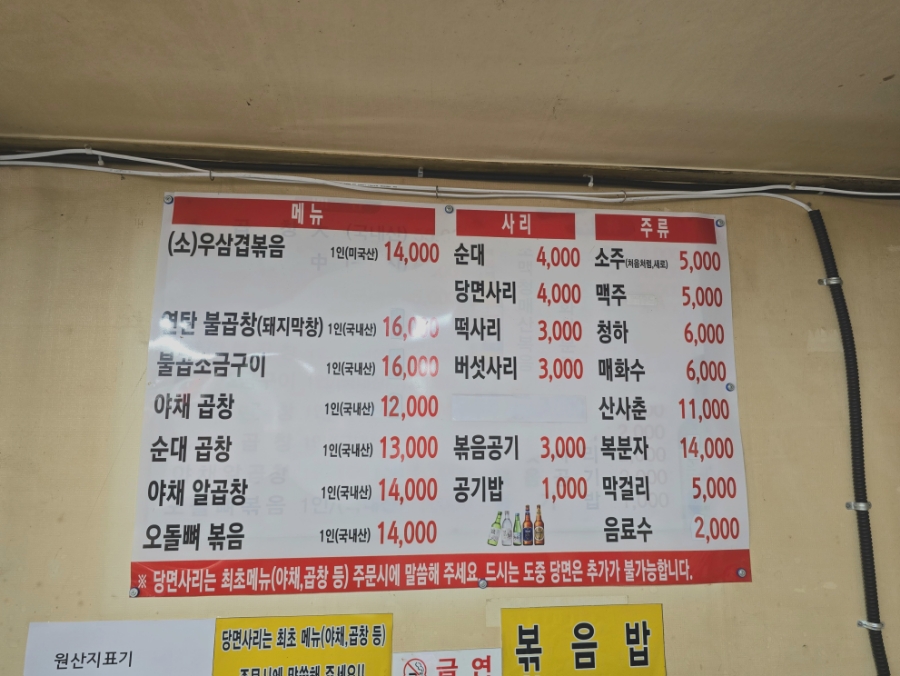 메뉴
(소)우삼겹볶음 1인(미국산) 14,000
연탄 불곱창(돼지막창) 1인(국내산) 16,000
불곱소금구이 1인(국내산) 16,000
야채 곱창 1인(국내산) 12,000
순대 곱창 1인(국내산) 13,000
야채 알곱창 1인(국내산) 14,000
오돌뼈 볶음 1인(국내산) 14,000
사리
순대 4,000
당면사리 4,000
떡사리 3,000
버섯사리 3,000
볶음공기 3,000
공기밥 1,000
주류
소주(처음처럼,새로) 5,000
맥주 5,000
청하 6,000
매화수 6,000
산사춘 11,000
복분자 14,000
막걸리 5,000
음료수 2,000
※ 당면사리는 최초메뉴(야채,곱창 등) 주문시에 말씀해 주세요. 드시는 도중 당면은 추가가 불가능합니다.
원산지표기
당면사리는 최초 메뉴(야채,곱창 등)
주문시에 말씀해 주세요!!
금연
볶음밥